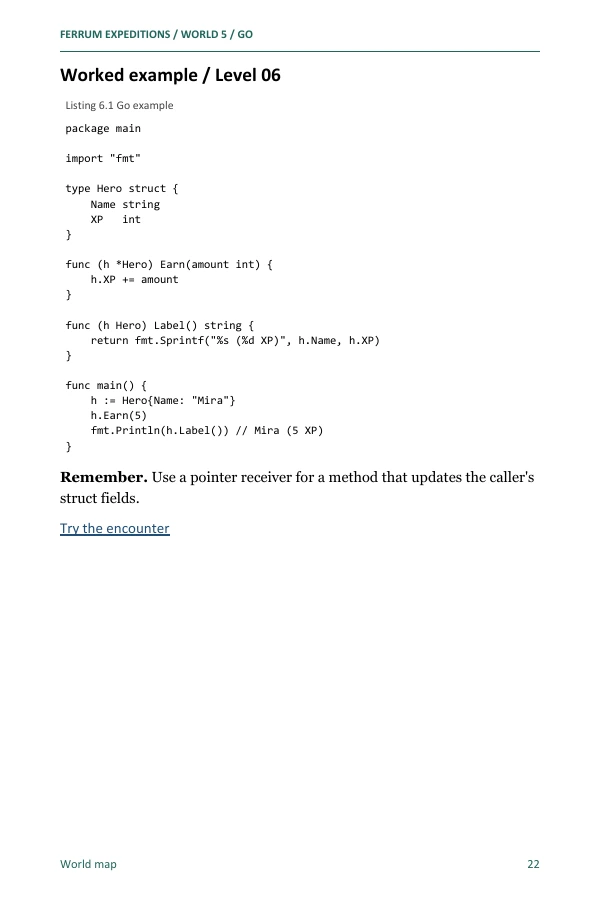 FERRUM EXPEDITIONS / WORLD 5 / GO
Worked example / Level 06
Listing 6.1 Go example
package main

import "fmt"

type Hero struct {
    Name string
    XP   int
}

func (h *Hero) Earn(amount int) {
    h.XP += amount
}

func (h Hero) Label() string {
    return fmt.Sprintf("%s (%d XP)", h.Name, h.XP)
}

func main() {
    h := Hero{Name: "Mira"}
    h.Earn(5)
    fmt.Println(h.Label()) // Mira (5 XP)
}
Remember. Use a pointer receiver for a method that updates the caller's
struct fields.
Try the encounter
World map 22